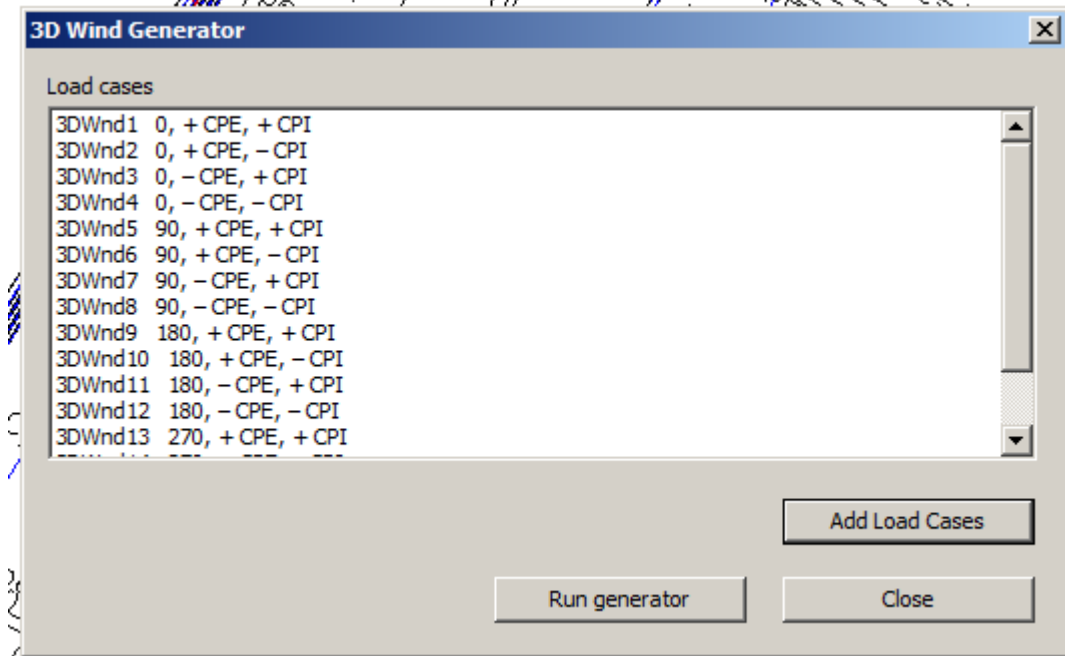 3D Wind Generator
Load cases
3DWnd1 0, + CPE, + CPI
3DWnd2 0, + CPE, − CPI
3DWnd3 0, − CPE, + CPI
3DWnd4 0, − CPE, − CPI
3DWnd5 90, + CPE, + CPI
3DWnd6 90, + CPE, − CPI
3DWnd7 90, − CPE, + CPI
3DWnd8 90, − CPE, − CPI
3DWnd9 180, + CPE, + CPI
3DWnd10 180, + CPE, − CPI
3DWnd11 180, − CPE, + CPI
3DWnd12 180, − CPE, − CPI
3DWnd13 270, + CPE, + CPI
Add Load Cases
Run generator
Close